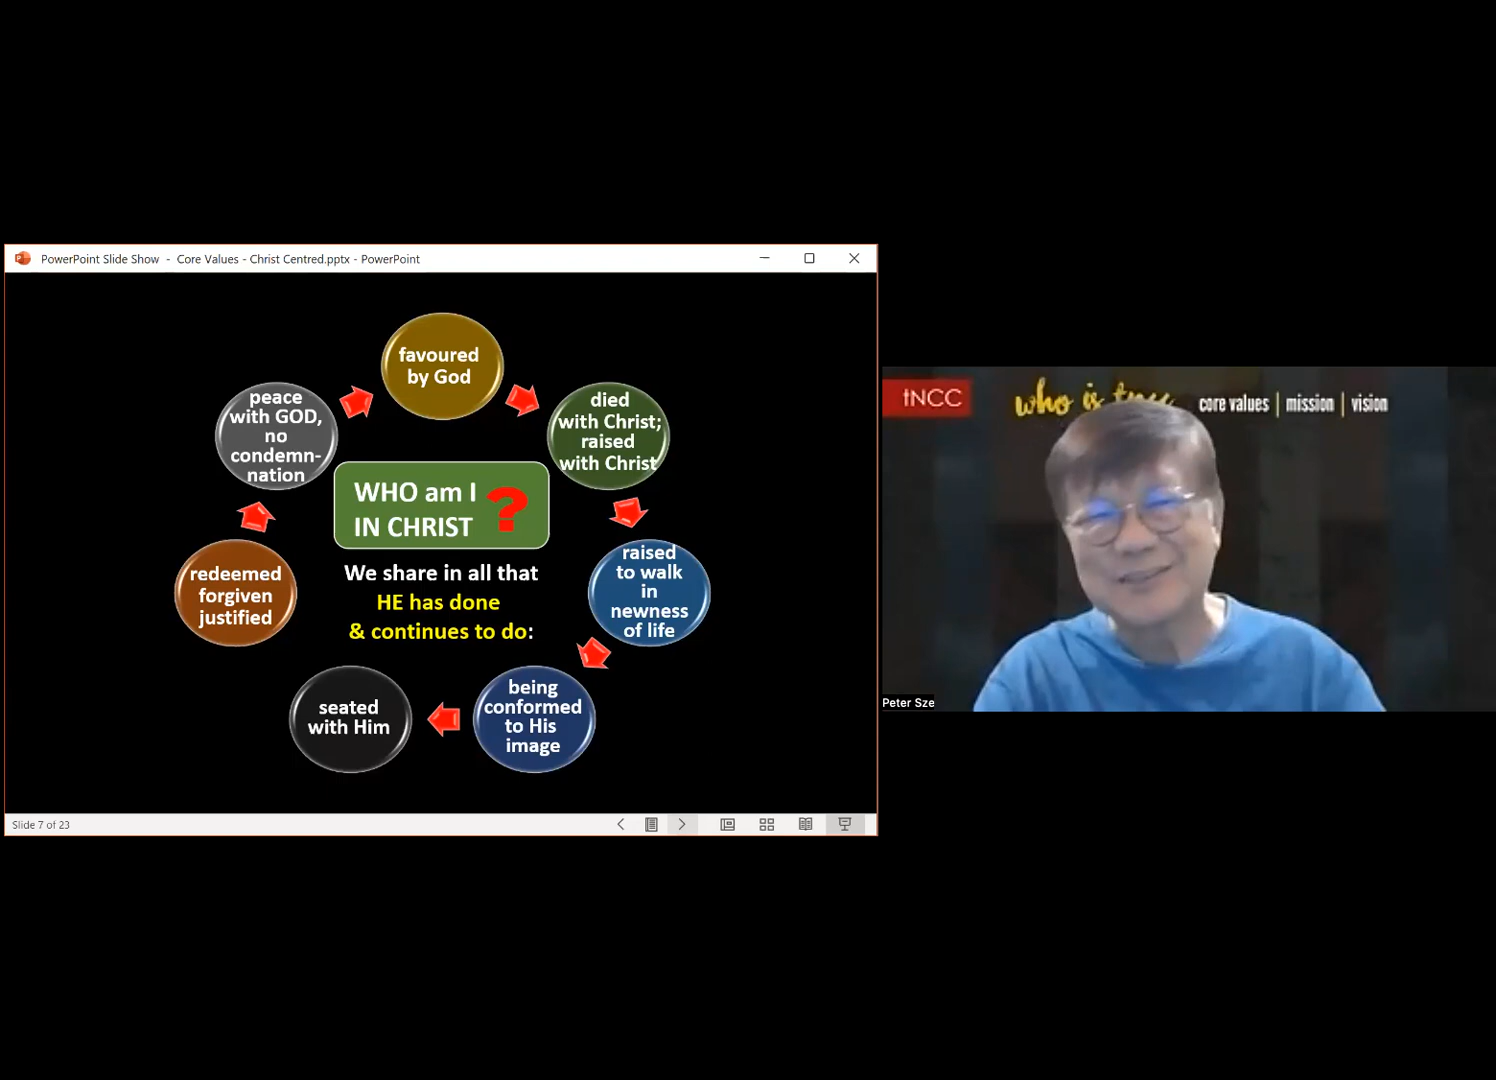 PowerPoint Slide Show - Core Values - Christ Centred.pptx - PowerPoint
favoured
by God
died
with Christ;
raised
with Christ
raised
to walk
in
newness
of life
being
conformed
to His
image
seated
with Him
redeemed
forgiven
justified
peace
with GOD,
no
condemn-
nation
WHO am I
IN CHRIST ?
We share in all that
HE has done
& continues to do:
Slide 7 of 23
tNCC
who is tncc
core values | mission | vision
Peter Sze